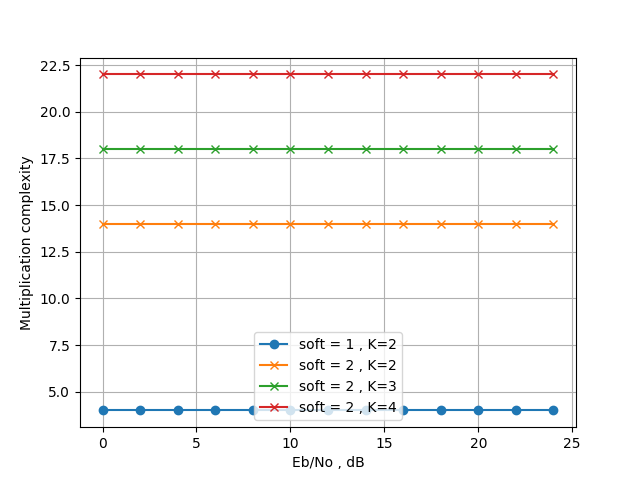 22.5
20.0
17.5
15.0
12.5
10.0
7.5
5.0
Multiplication complexity
soft = 1 , K=2
soft = 2 , K=2
soft = 2 , K=3
soft = 2 , K=4
0 5 10 15 20 25
Eb/No , dB